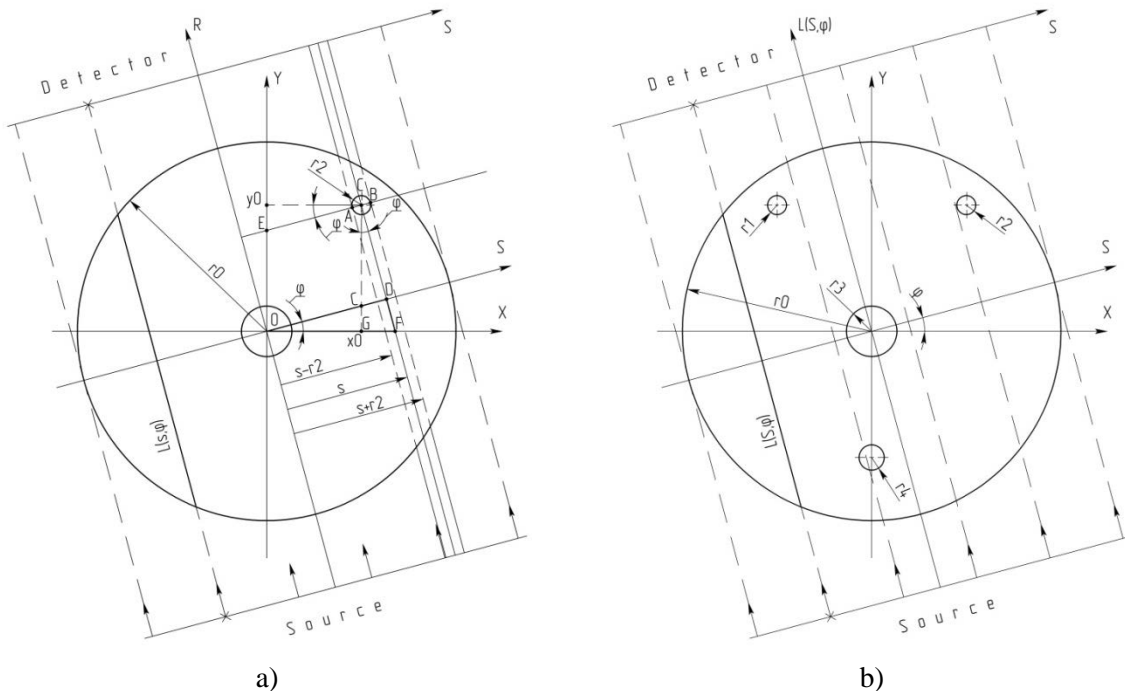 R
S
Detector
Y
r2
C
B
y0
A
φ
φ
E
S
r0
φ
C
D
O
G
F
X
x0
s-r2
s
s+r2
L(s,φ)
Source
a)
L(S,φ)
S
Detector
Y
r1
r2
S
r3
φ
r0
X
L(S,φ)
r4
Source
b)